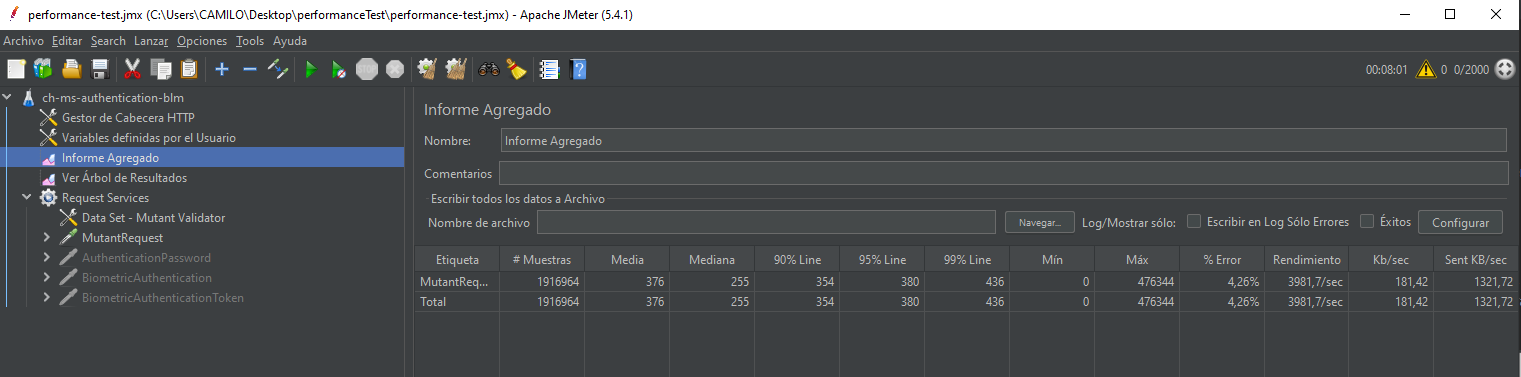 performance-test.jmx (C:\Users\CAMILO\Desktop\performanceTest\performance-test.jmx) - Apache JMeter (5.4.1)
Archivo Editar Search Lanzar Opciones Tools Ayuda
00:08:01 0 0/2000
ch-ms-authentication-blm
Gestor de Cabecera HTTP
Variables definidas por el Usuario
Informe Agregado
Ver Árbol de Resultados
Request Services
Data Set - Mutant Validator
MutantRequest
AuthenticationPassword
BiometricAuthentication
BiometricAuthenticationToken
Informe Agregado
Nombre: Informe Agregado
Comentarios
Escribir todos los datos a Archivo
Nombre de archivo Navegar... Log/Mostrar sólo: Escribir en Log Sólo Errores Éxitos Configurar
Etiqueta # Muestras Media Mediana 90% Line 95% Line 99% Line Mín Máx % Error Rendimiento Kb/sec Sent KB/sec
MutantReq... 1916964 376 255 354 380 436 0 476344 4,26% 3981,7/sec 181,42 1321,72
Total 1916964 376 255 354 380 436 0 476344 4,26% 3981,7/sec 181,42 1321,72